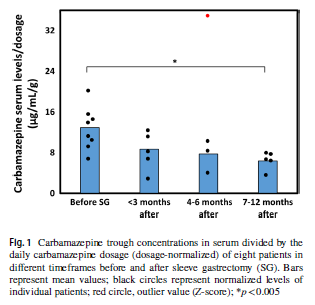 Carbamazepine serum levels/dosage
(µg/mL/g)
32
24
16
8
0
*
Before SG
<3 months
after
4-6 months
after
7-12 months
after
Fig. 1 Carbamazepine trough concentrations in serum divided by the
daily carbamazepine dosage (dosage-normalized) of eight patients in
different timeframes before and after sleeve gastrectomy (SG). Bars
represent mean values; black circles represent normalized levels of
individual patients; red circle, outlier value (Z-score); *p < 0.005